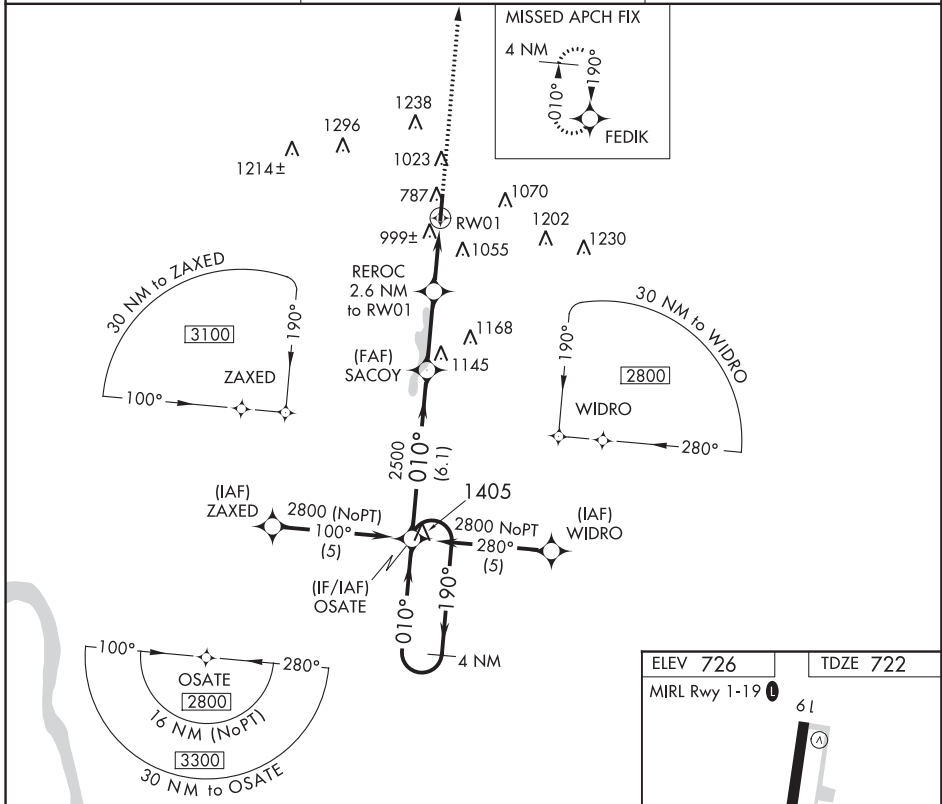 MISSED APCH FIX
4 NM
010°
190°
FEDIK
1238
1296
1214±
1023
787
1070
RW01
1202
999±
1055
1230
REROC
2.6 NM
to RW01
30 NM to ZAXED
3100
190°
ZAXED
100°
1168
(FAF)
SACOY
1145
30 NM to WIDRO
190°
2800
WIDRO
280°
2500
010°
(6.1)
1405
(IAF)
ZAXED
2800 (NoPT)
100°
(5)
2800 NoPT
280°
(5)
(IAF)
WIDRO
(IF/IAF)
OSATE
010°
190°
4 NM
100°
280°
OSATE
2800
16 NM (NoPT)
3300
30 NM to OSATE
ELEV 726
TDZE 722
MIRL Rwy 1-19 L
19